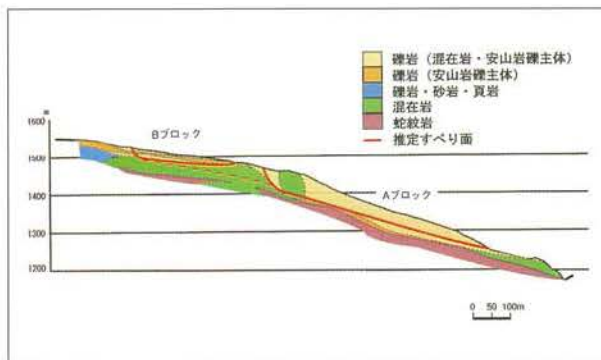 礫岩(混在岩・安山岩礫主体)
礫岩(安山岩礫主体)
礫岩・砂岩・頁岩
混在岩
蛇紋岩
推定すべり面
m
1600
1500
1400
1300
1200
Bブロック
Aブロック
0 50 100m